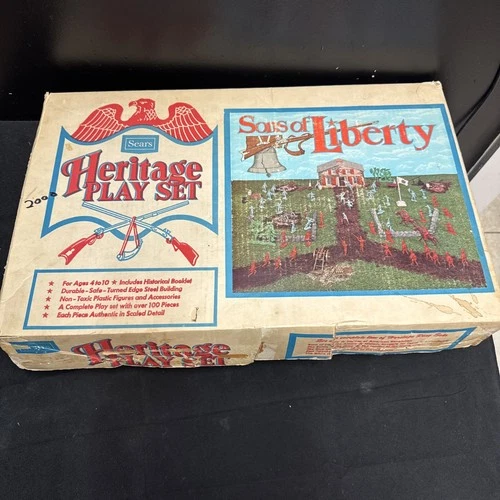 Sears
Heritage
PLAY SET
2000
★ For Ages 4 to 10 ★ Includes Historical Booklet
★ Durable - Safe - Turned Edge Steel Building
★ Non - Toxic Plastic Figures and Accessories
★ A Complete Play set with over 100 Pieces
★ Each Piece Authentic in Scaled Detail
Sons of Liberty
Heritage
PLAY SET